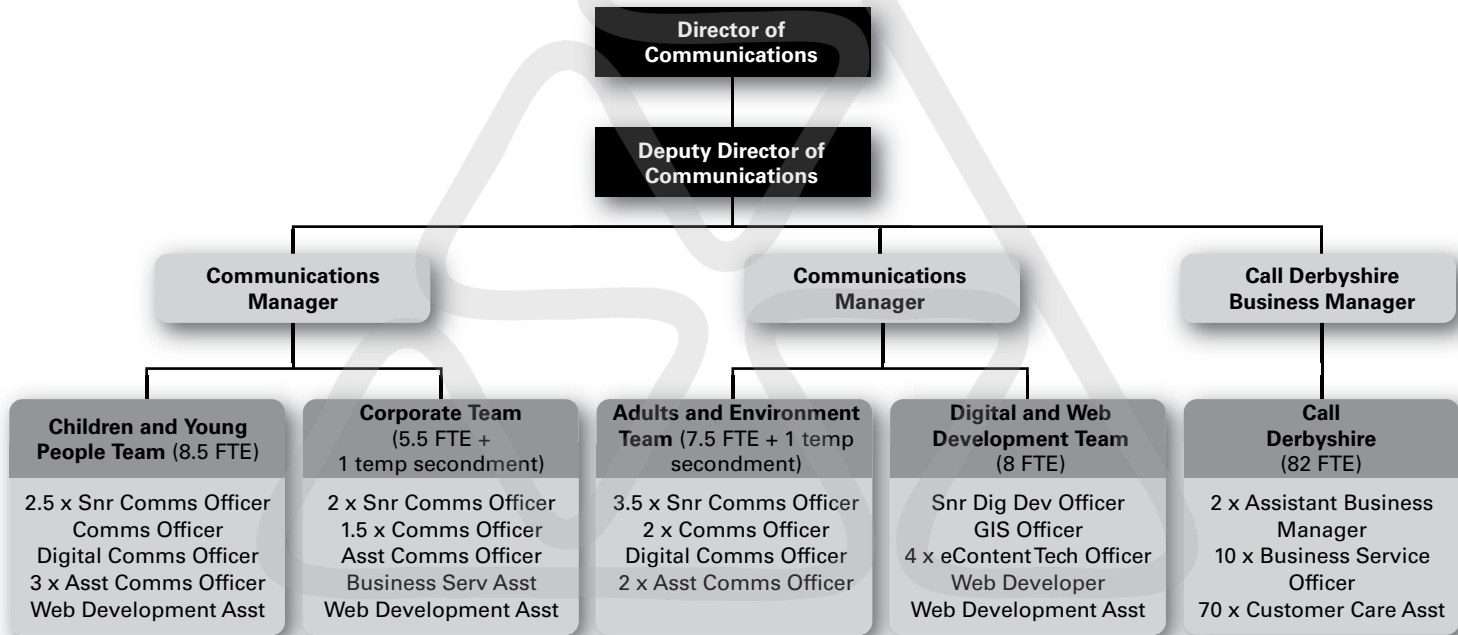 Director of
Communications
Deputy Director of
Communications
Communications
Manager
Communications
Manager
Call Derbyshire
Business Manager
Children and Young
People Team (8.5 FTE)
2.5 x Snr Comms Officer
Comms Officer
Digital Comms Officer
3 x Asst Comms Officer
Web Development Asst
Corporate Team
(5.5 FTE +
1 temp secondment)
2 x Snr Comms Officer
1.5 x Comms Officer
Asst Comms Officer
Business Serv Asst
Web Development Asst
Adults and Environment
Team (7.5 FTE + 1 temp
secondment)
3.5 x Snr Comms Officer
2 x Comms Officer
Digital Comms Officer
2 x Asst Comms Officer
Digital and Web
Development Team
(8 FTE)
Snr Dig Dev Officer
GIS Officer
4 x eContent Tech Officer
Web Developer
Web Development Asst
Call
Derbyshire
(82 FTE)
2 x Assistant Business
Manager
10 x Business Service
Officer
70 x Customer Care Asst